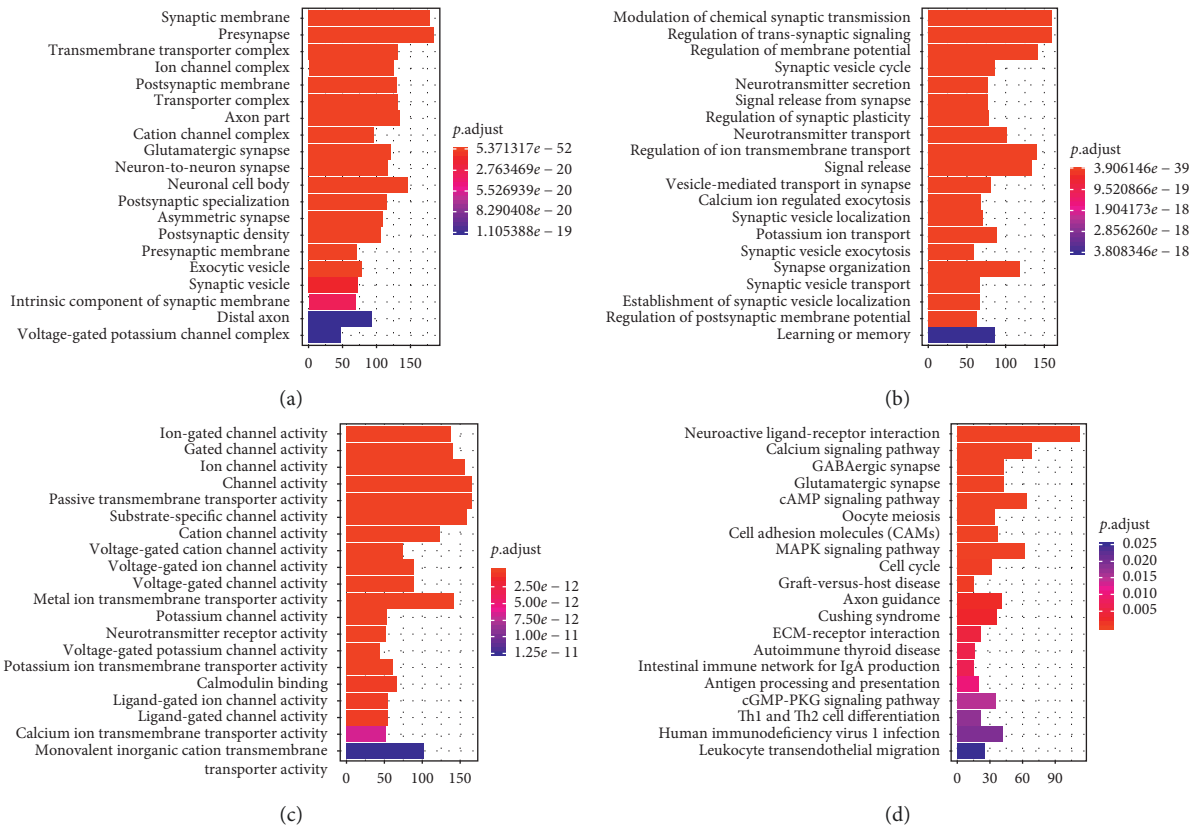 Synaptic membrane
Presynapse
Transmembrane transporter complex
Ion channel complex
Postsynaptic membrane
Transporter complex
Axon part
Cation channel complex
Glutamatergic synapse
Neuron-to-neuron synapse
Neuronal cell body
Postsynaptic specialization
Asymmetric synapse
Postsynaptic density
Presynaptic membrane
Exocytic vesicle
Synaptic vesicle
Intrinsic component of synaptic membrane
Distal axon
Voltage-gated potassium channel complex
0 50 100 150
p.adjust
5.371317e − 52
2.763469e − 20
5.526939e − 20
8.290408e − 20
1.105388e − 19
(a)
Modulation of chemical synaptic transmission
Regulation of trans-synaptic signaling
Regulation of membrane potential
Synaptic vesicle cycle
Neurotransmitter secretion
Signal release from synapse
Regulation of synaptic plasticity
Neurotransmitter transport
Regulation of ion transmembrane transport
Signal release
Vesicle-mediated transport in synapse
Calcium ion regulated exocytosis
Synaptic vesicle localization
Potassium ion transport
Synaptic vesicle exocytosis
Synapse organization
Synaptic vesicle transport
Establishment of synaptic vesicle localization
Regulation of postsynaptic membrane potential
Learning or memory
0 50 100 150
p.adjust
3.906146e − 39
9.520866e − 19
1.904173e − 18
2.856260e − 18
3.808346e − 18
(b)
Ion-gated channel activity
Gated channel activity
Ion channel activity
Channel activity
Passive transmembrane transporter activity
Substrate-specific channel activity
Cation channel activity
Voltage-gated cation channel activity
Voltage-gated ion channel activity
Voltage-gated channel activity
Metal ion transmembrane transporter activity
Potassium channel activity
Neurotransmitter receptor activity
Voltage-gated potassium channel activity
Potassium ion transmembrane transporter activity
Calmodulin binding
Ligand-gated ion channel activity
Ligand-gated channel activity
Calcium ion transmembrane transporter activity
Monovalent inorganic cation transmembrane
transporter activity
0 50 100 150
p.adjust
2.50e − 12
5.00e − 12
7.50e − 12
1.00e − 11
1.25e − 11
(c)
Neuroactive ligand-receptor interaction
Calcium signaling pathway
GABAergic synapse
Glutamatergic synapse
cAMP signaling pathway
Oocyte meiosis
Cell adhesion molecules (CAMs)
MAPK signaling pathway
Cell cycle
Graft-versus-host disease
Axon guidance
Cushing syndrome
ECM-receptor interaction
Autoimmune thyroid disease
Intestinal immune network for IgA production
Antigen processing and presentation
cGMP-PKG signaling pathway
Th1 and Th2 cell differentiation
Human immunodeficiency virus 1 infection
Leukocyte transendothelial migration
0 30 60 90
p.adjust
0.025
0.020
0.015
0.010
0.005
(d)